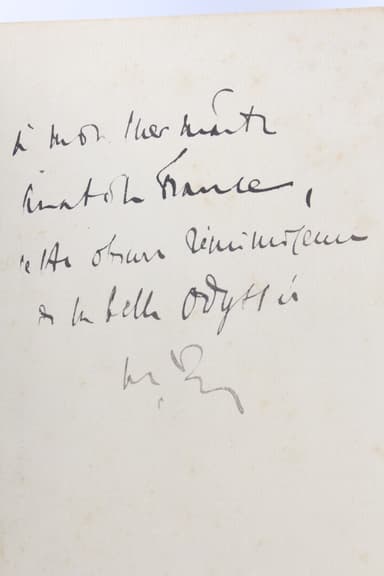 à mon cher maître
Anatole France,
cette obscure réminiscence
de la belle Odyssée